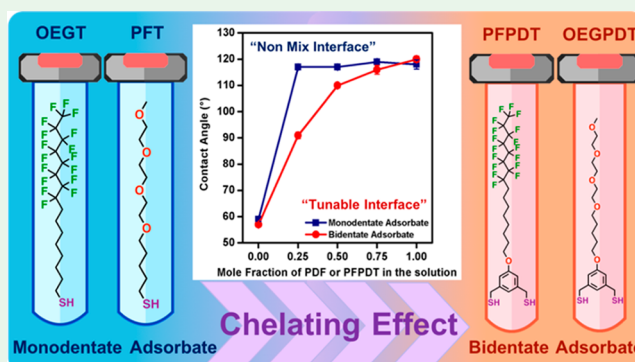 OEGT PFT
PFPDT OEGPDT
130
120
110
100
90
80
70
60
50
Contact Angle (°)
"Non Mix Interface"
"Tunable Interface"
Monodentate Adsorbate
Bidentate Adsorbate
0.00 0.25 0.50 0.75 1.00
Mole Fraction of PDF or PFPDT in the solution
SH
SH
SH SH
SH SH
Chelating Effect
Monodentate Adsorbate
Bidentate Adsorbate